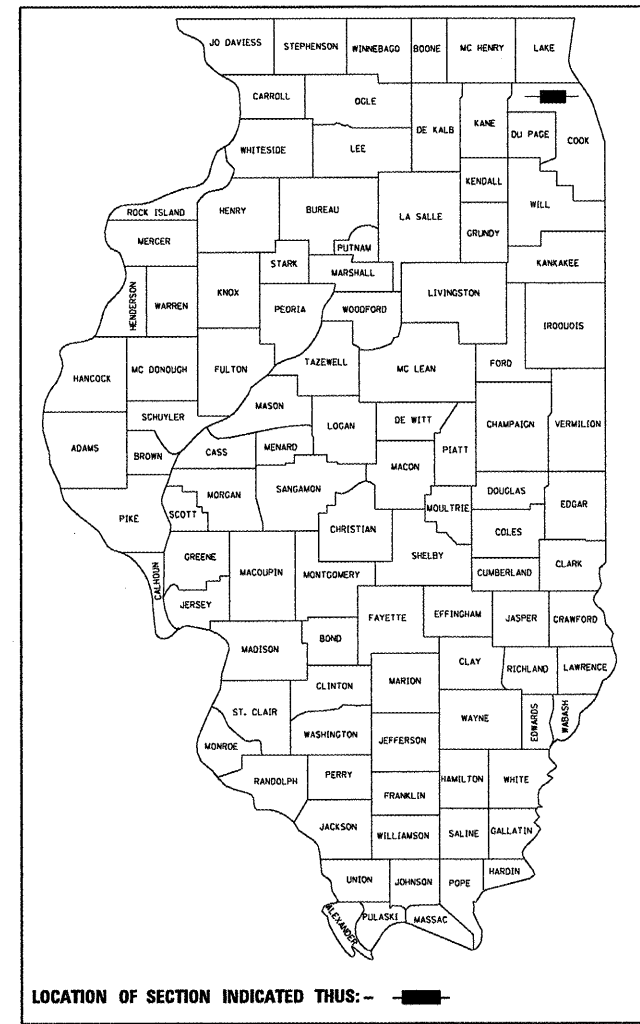 JO DAVIESS
STEPHENSON
WINNEBAGO
BOONE
MC HENRY
LAKE
CARROLL
OGLE
DE KALB
KANE
DU PAGE
COOK
WHITESIDE
LEE
KENDALL
WILL
ROCK ISLAND
HENRY
BUREAU
LA SALLE
GRUNDY
MERCER
PUTNAM
STARK
MARSHALL
KANKAKEE
HENDERSON
WARREN
KNOX
PEORIA
WOODFORD
LIVINGSTON
IROQUOIS
HANCOCK
MC DONOUGH
FULTON
TAZEWELL
MC LEAN
FORD
SCHUYLER
MASON
LOGAN
DE WITT
CHAMPAIGN
VERMILION
ADAMS
BROWN
CASS
MENARD
PIATT
MACON
PIKE
SCOTT
MORGAN
SANGAMON
CHRISTIAN
MOULTRIE
DOUGLAS
EDGAR
COLES
CALHOUN
GREENE
MACOUPIN
MONTGOMERY
SHELBY
CUMBERLAND
CLARK
JERSEY
FAYETTE
EFFINGHAM
JASPER
CRAWFORD
MADISON
BOND
CLAY
RICHLAND
LAWRENCE
CLINTON
MARION
ST. CLAIR
WAYNE
EDWARDS
WABASH
MONROE
WASHINGTON
JEFFERSON
RANDOLPH
PERRY
HAMILTON
WHITE
FRANKLIN
JACKSON
WILLIAMSON
SALINE
GALLATIN
UNION
JOHNSON
POPE
HARDIN
ALEXANDER
PULASKI
MASSAC
LOCATION OF SECTION INDICATED THUS: -